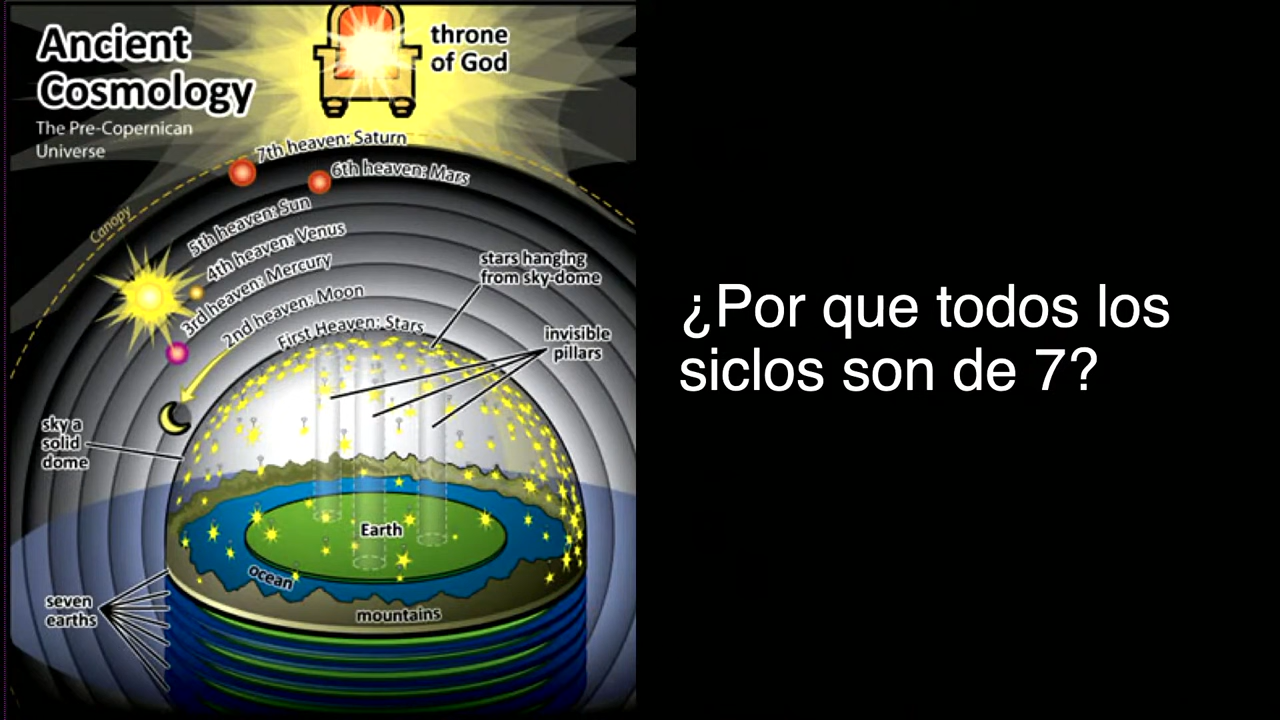 Ancient
Cosmology
The Pre-Copernican
Universe
throne
of God
7th heaven: Saturn
6th heaven: Mars
Canopy
5th heaven: Sun
4th heaven: Venus
3rd heaven: Mercury
2nd heaven: Moon
First Heaven: Stars
stars hanging
from sky-dome
invisible
pillars
sky a
solid
dome
Earth
ocean
mountains
seven
earths
¿Por que todos los
siclos son de 7?